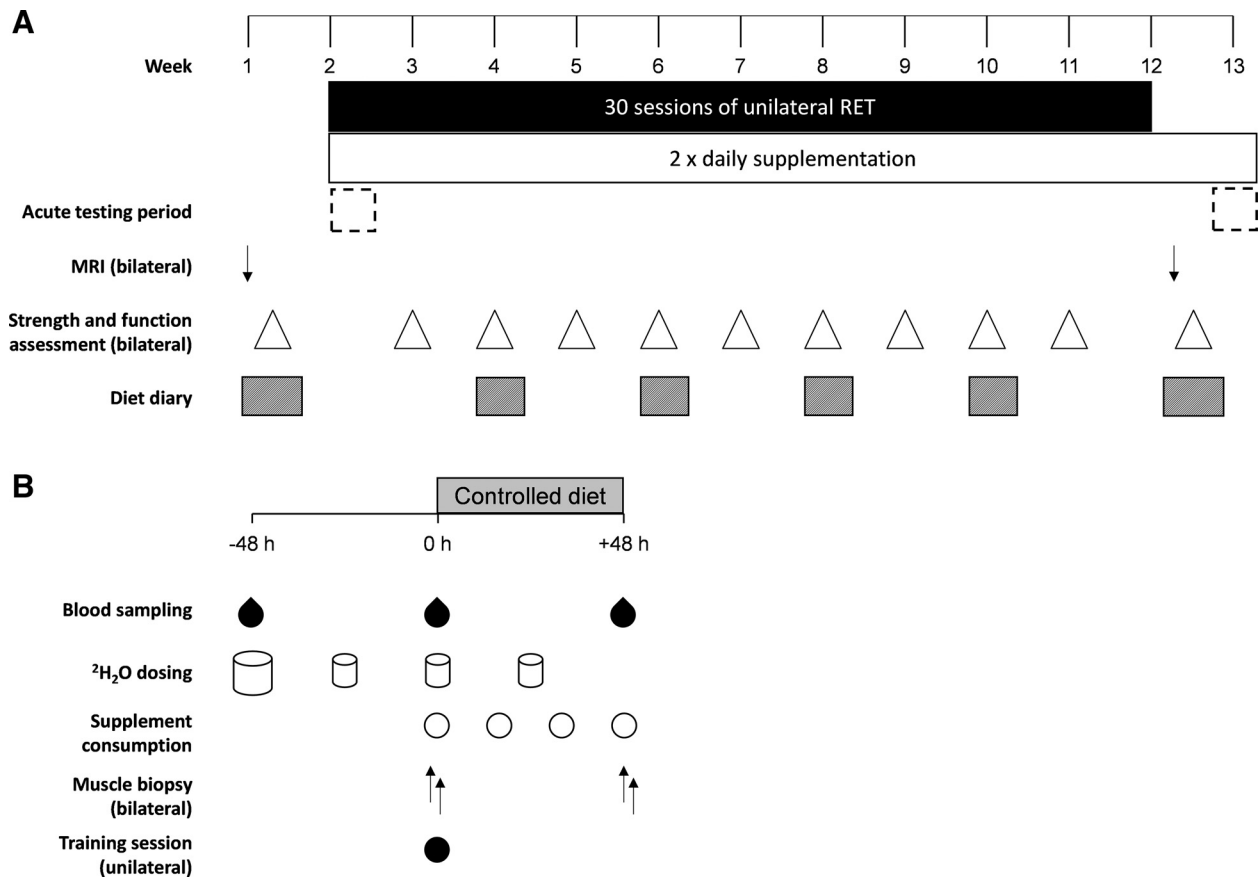 A
Week
1 2 3 4 5 6 7 8 9 10 11 12 13
30 sessions of unilateral RET
2 x daily supplementation
Acute testing period
MRI (bilateral)
Strength and function
assessment (bilateral)
Diet diary
B
Controlled diet
-48 h 0 h +48 h
Blood sampling
²H₂O dosing
Supplement
consumption
Muscle biopsy
(bilateral)
Training session
(unilateral)